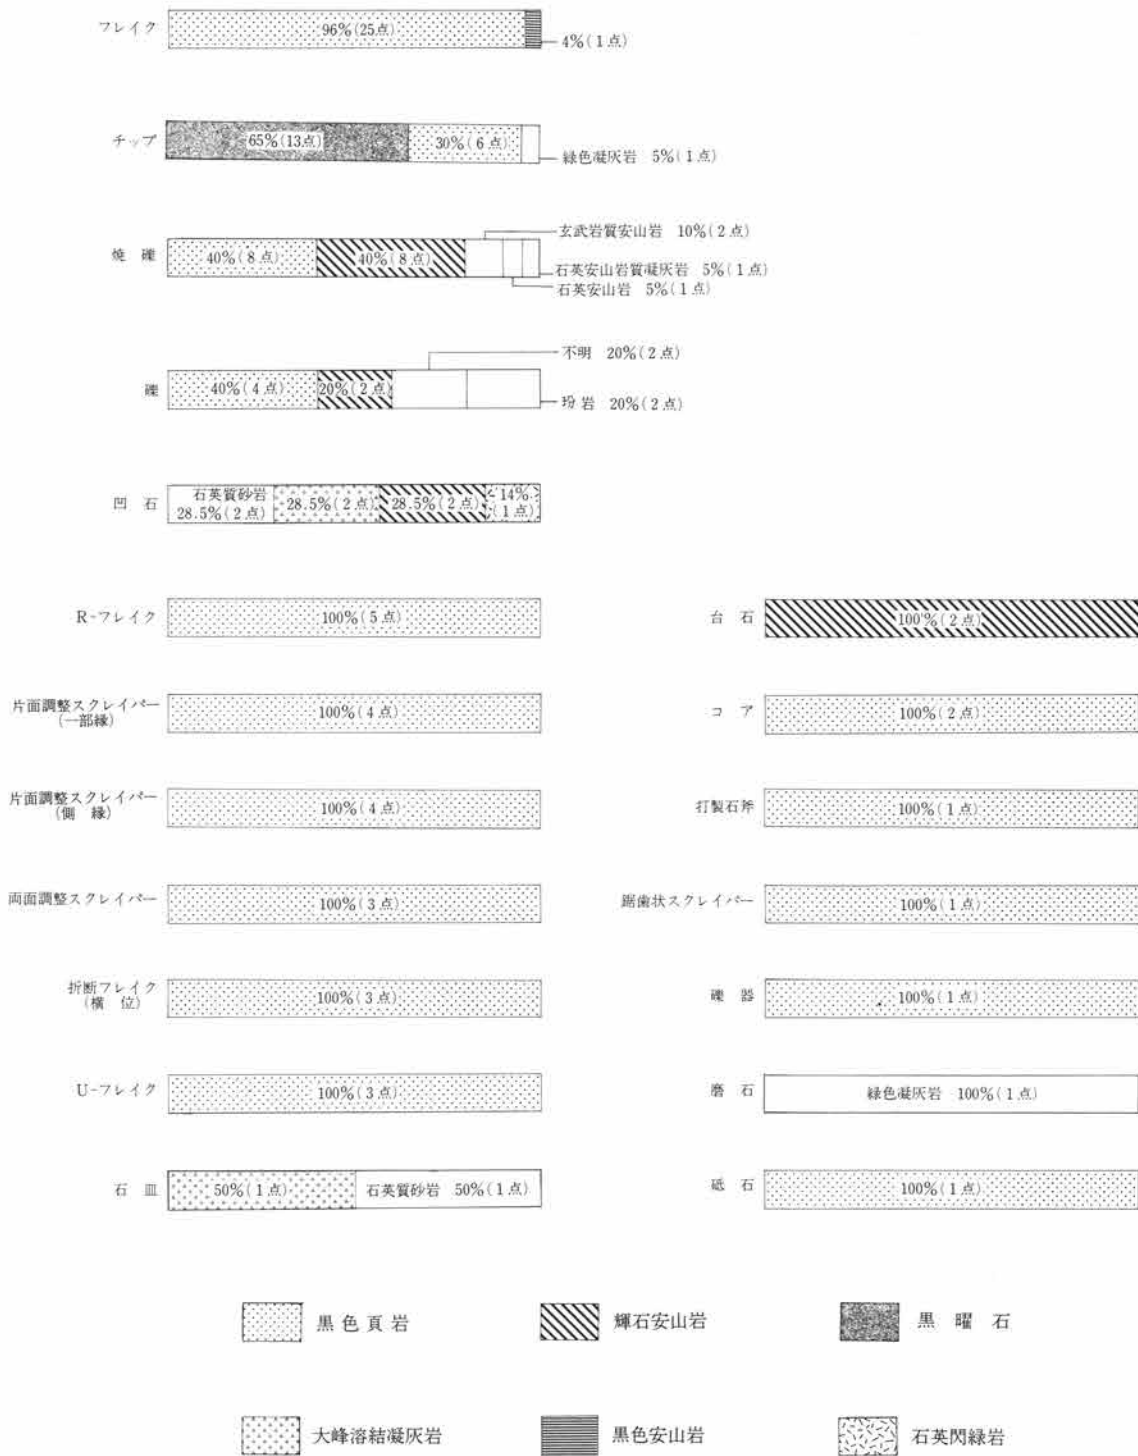 フレイク
96%(25点)
4%(1点)
チップ
65%(13点)
30%(6点)
緑色凝灰岩 5%(1点)
焼礫
40%(8点)
40%(8点)
玄武岩質安山岩 10%(2点)
石英安山岩質凝灰岩 5%(1点)
石英安山岩 5%(1点)
礫
40%(4点)
20%(2点)
不明 20%(2点)
玢岩 20%(2点)
凹石
石英質砂岩
28.5%(2点)
28.5%(2点)
28.5%(2点)
14%
(1点)
R-フレイク
100%(5点)
片面調整スクレイパー
(一部縁)
100%(4点)
片面調整スクレイパー
(側縁)
100%(4点)
両面調整スクレイパー
100%(3点)
折断フレイク
(横位)
100%(3点)
U-フレイク
100%(3点)
石皿
50%(1点)
石英質砂岩 50%(1点)
台石
100%(2点)
コア
100%(2点)
打製石斧
100%(1点)
鋸歯状スクレイパー
100%(1点)
礫器
100%(1点)
磨石
緑色凝灰岩 100%(1点)
砥石
100%(1点)
黒色頁岩
輝石安山岩
黒曜石
大峰溶結凝灰岩
黒色安山岩
石英閃緑岩